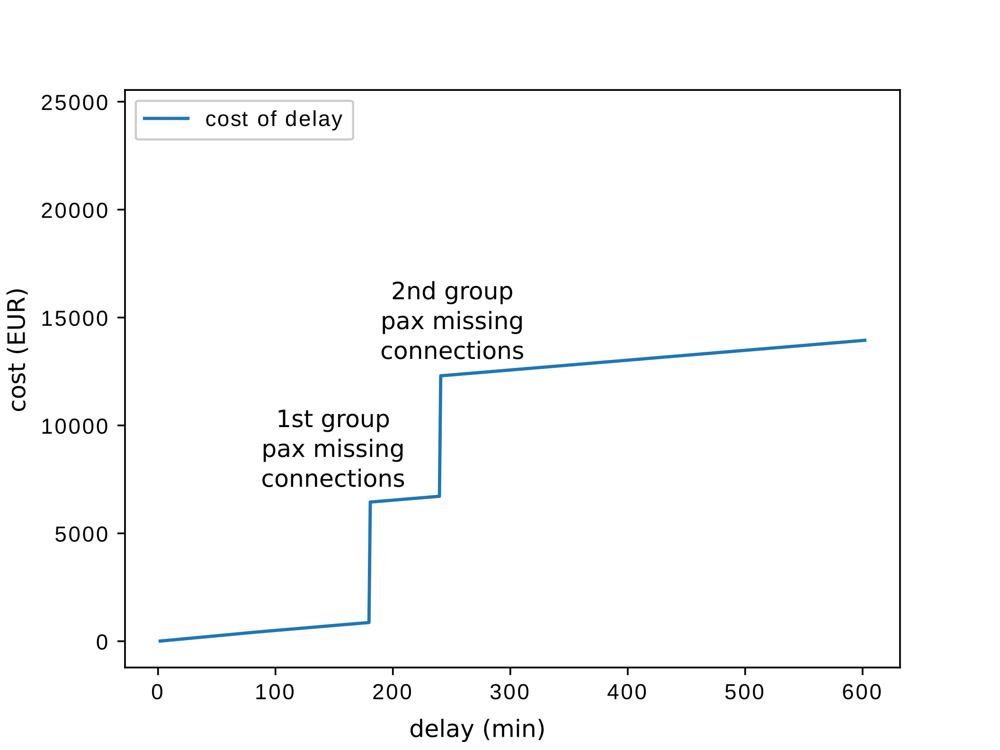 25000
cost of delay
20000
15000
10000
5000
0
cost (EUR)
2nd group
pax missing
connections
1st group
pax missing
connections
0 100 200 300 400 500 600
delay (min)